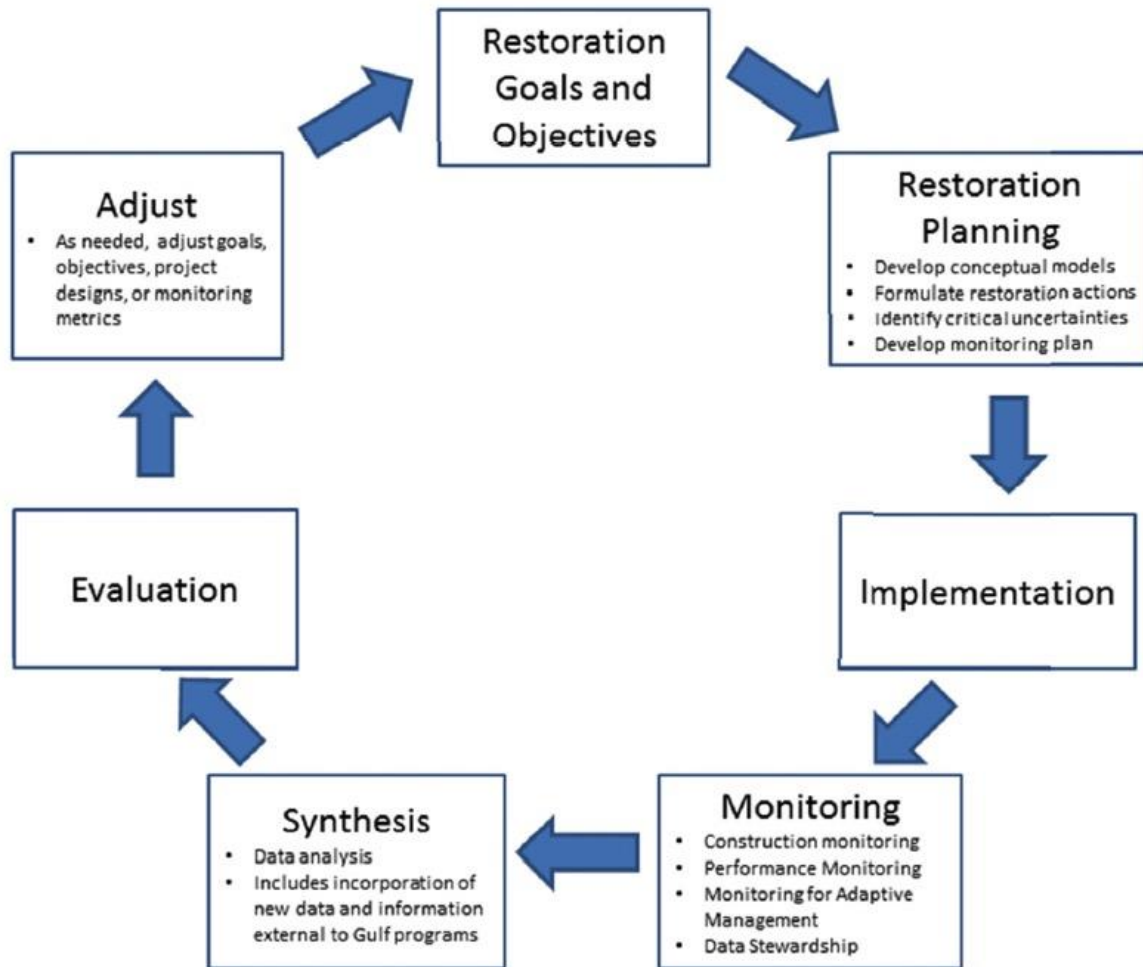 Restoration
Goals and
Objectives
Restoration
Planning
• Develop conceptual models
• Formulate restoration actions
• Identify critical uncertainties
• Develop monitoring plan
Implementation
Monitoring
• Construction monitoring
• Performance Monitoring
• Monitoring for Adaptive
Management
• Data Stewardship
Synthesis
• Data analysis
• Includes incorporation of
new data and information
external to Gulf programs
Evaluation
Adjust
• As needed, adjust goals,
objectives, project
designs, or monitoring
metrics